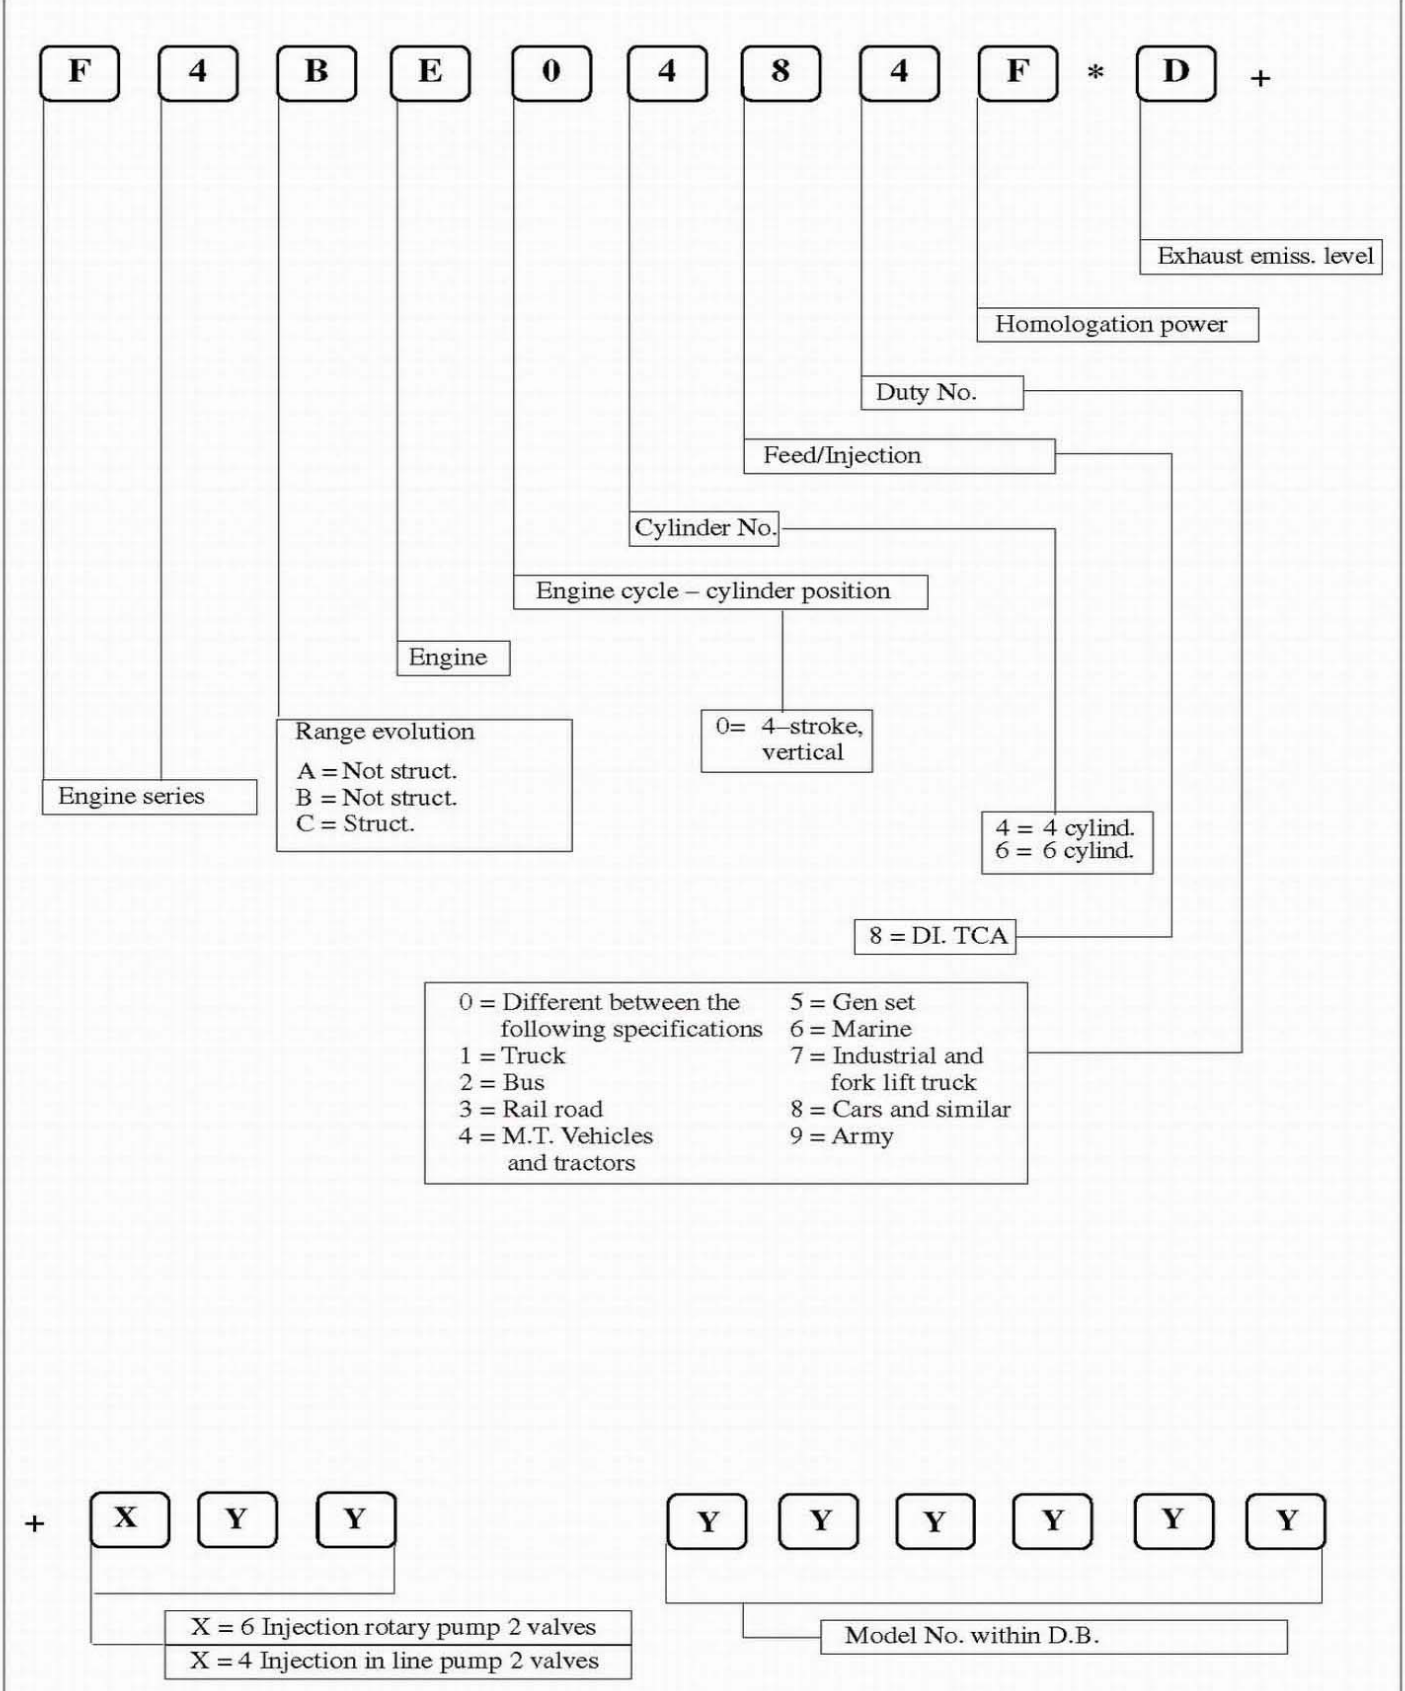 F 4 B E 0 4 8 4 F * D +
Exhaust emiss. level
Homologation power
Duty No.
Feed/Injection
Cylinder No.
Engine cycle – cylinder position
Engine
0= 4–stroke,
vertical
Range evolution
A = Not struct.
B = Not struct.
C = Struct.
Engine series
4 = 4 cylind.
6 = 6 cylind.
8 = DI. TCA
0 = Different between the
following specifications
1 = Truck
2 = Bus
3 = Rail road
4 = M.T. Vehicles
and tractors
5 = Gen set
6 = Marine
7 = Industrial and
fork lift truck
8 = Cars and similar
9 = Army
+ X Y Y Y Y Y Y Y Y
X = 6 Injection rotary pump 2 valves
X = 4 Injection in line pump 2 valves
Model No. within D.B.